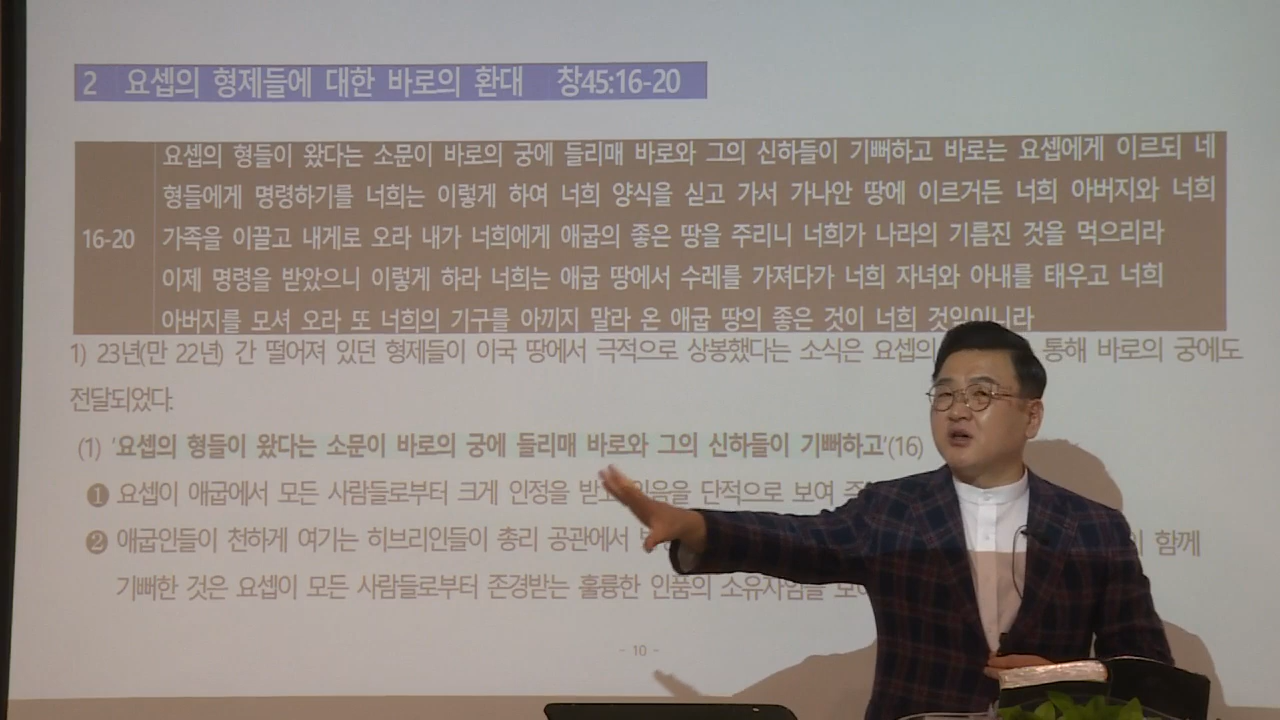 2 요셉의 형제들에 대한 바로의 환대 창45:16-20
요셉의 형들이 왔다는 소문이 바로의 궁에 들리매 바로와 그의 신하들이 기뻐하고 바로는 요셉에게 이르되 네
형들에게 명령하기를 너희는 이렇게 하여 너희 양식을 싣고 가서 가나안 땅에 이르거든 너희 아버지와 너희
16-20 가족을 이끌고 내게로 오라 내가 너희에게 애굽의 좋은 땅을 주리니 너희가 나라의 기름진 것을 먹으리라
이제 명령을 받았으니 이렇게 하라 너희는 애굽 땅에서 수레를 가져다가 너희 자녀와 아내를 태우고 너희
아버지를 모셔 오라 또 너희의 기구를 아끼지 말라 온 애굽 땅의 좋은 것이 너희 것임이니라
1) 23년(만 22년) 간 떨어져 있던 형제들이 이국 땅에서 극적으로 상봉했다는 소식은 요셉의 통해 바로의 궁에도
전달되었다.
(1) '요셉의 형들이 왔다는 소문이 바로의 궁에 들리매 바로와 그의 신하들이 기뻐하고'(16)
❶ 요셉이 애굽에서 모든 사람들로부터 크게 인정을 단적으로 보여
❷ 애굽인들이 천하게 여기는 히브리인들이 총리 공관에서 함께
기뻐한 것은 요셉이 모든 사람들로부터 존경받는 훌륭한 인품의 소유자임을
- 10 -